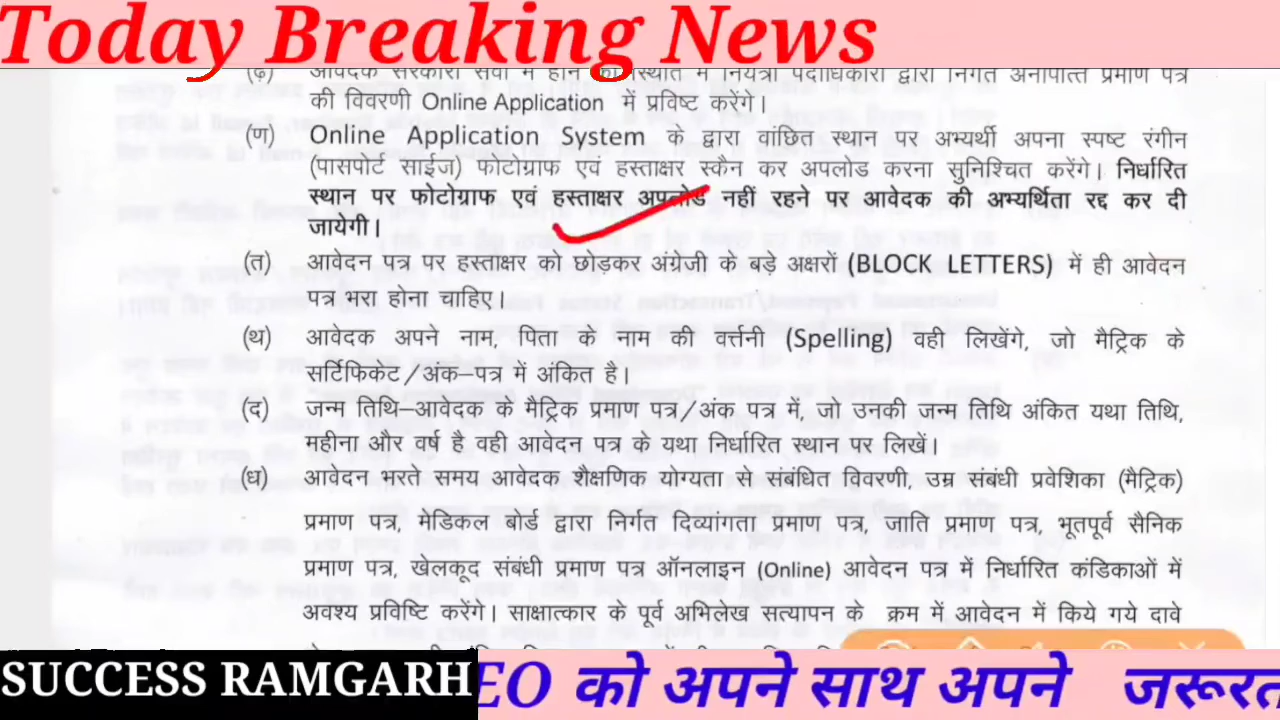 Today Breaking News
(ढ़) आवेदक सरकारी सेवा में होने की स्थिति में नियंत्री पदाधिकारी द्वारा निर्गत अनापत्ति प्रमाण पत्र
की विवरणी Online Application में प्रविष्ट करेंगे।
(ण) Online Application System के द्वारा वांछित स्थान पर अभ्यर्थी अपना स्पष्ट रंगीन
(पासपोर्ट साईज) फोटोग्राफ एवं हस्ताक्षर स्कैन कर अपलोड करना सुनिश्चित करेंगे। निर्धारित
स्थान पर फोटोग्राफ एवं हस्ताक्षर अपलोड नहीं रहने पर आवेदक की अभ्यर्थिता रद्द कर दी
जायेगी।
(त) आवेदन पत्र पर हस्ताक्षर को छोड़कर अंग्रेज़ी के बड़े अक्षरों (BLOCK LETTERS) में ही आवेदन
पत्र भरा होना चाहिए।
(थ) आवेदक अपने नाम, पिता के नाम की वर्त्तनी (Spelling) वही लिखेंगे, जो मैट्रिक के
सर्टिफिकेट/अंक–पत्र में अंकित है।
(द) जन्म तिथि–आवेदक के मैट्रिक प्रमाण पत्र/अंक पत्र में, जो उनकी जन्म तिथि अंकित यथा तिथि,
महीना और वर्ष है वही आवेदन पत्र के यथा निर्धारित स्थान पर लिखें।
(ध) आवेदन भरते समय आवेदक शैक्षणिक योग्यता से संबंधित विवरणी, उम्र संबंधी प्रवेशिका (मैट्रिक)
प्रमाण पत्र, मेडिकल बोर्ड द्वारा निर्गत दिव्यांगता प्रमाण पत्र, जाति प्रमाण पत्र, भूतपूर्व सैनिक
प्रमाण पत्र, खेलकूद संबंधी प्रमाण पत्र ऑनलाइन (Online) आवेदन पत्र में निर्धारित कंडिकाओं में
अवश्य प्रविष्टि करेंगे। साक्षात्कार के पूर्व अभिलेख सत्यापन के क्रम में आवेदन में किये गये दावे
SUCCESS RAMGARH
EO को अपने साथ अपने जरूरत